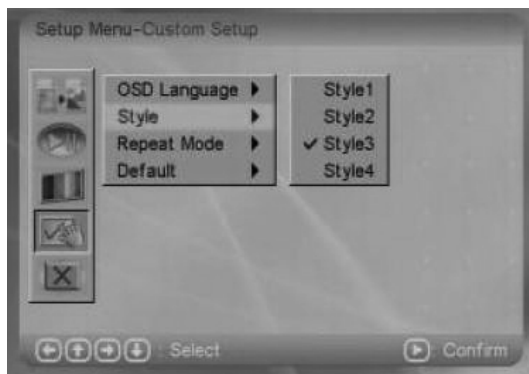 Setup Menu-Custom Setup
OSD Language
Style
Repeat Mode
Default
Style1
Style2
✓ Style3
Style4
: Select
: Confirm